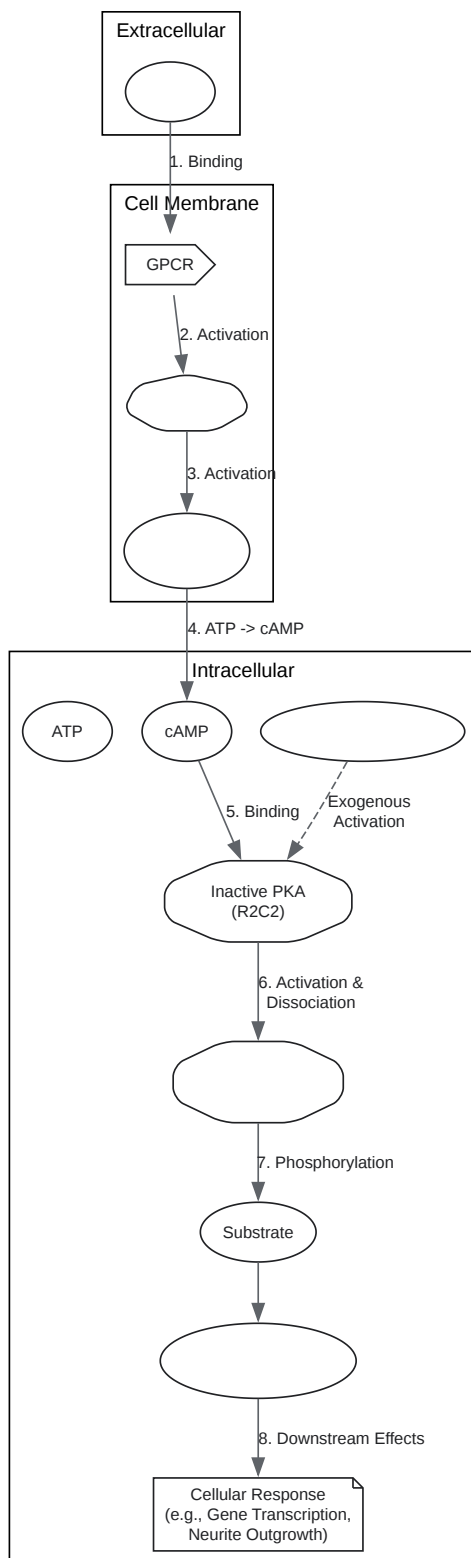 Extracellular
1. Binding
Cell Membrane
GPCR
2. Activation
3. Activation
4. ATP -> cAMP
Intracellular
ATP
cAMP
5. Binding
Exogenous
Activation
Inactive PKA
(R2C2)
6. Activation &
Dissociation
7. Phosphorylation
Substrate
8. Downstream Effects
Cellular Response
(e.g., Gene Transcription,
Neurite Outgrowth)